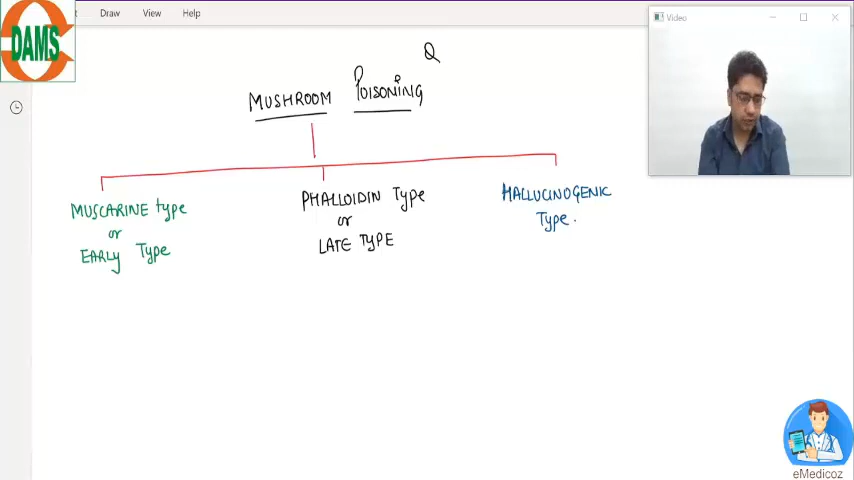 Draw View Help
Video
DAMS
Q
MUSHROOM POISONING
MUSCARINE type
or
EARLY Type
PHALLOIDIN Type
or
LATE TYPE
HALLUCINOGENIC
Type.
eMedicoz